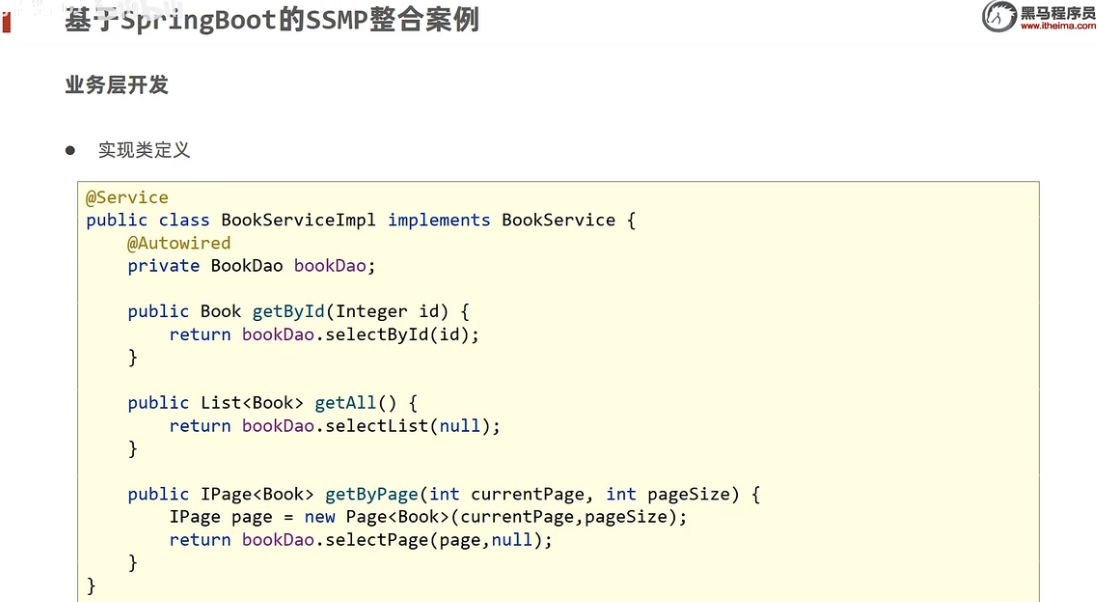 基于SpringBoot的SSMP整合案例
黑马程序员
www.itheima.com
业务层开发
● 实现类定义
@Service
public class BookServiceImpl implements BookService {
    @Autowired
    private BookDao bookDao;
    public Book getById(Integer id) {
        return bookDao.selectById(id);
    }
    public List<Book> getAll() {
        return bookDao.selectList(null);
    }
    public IPage<Book> getByPage(int currentPage, int pageSize) {
        IPage page = new Page<Book>(currentPage,pageSize);
        return bookDao.selectPage(page,null);
    }
}